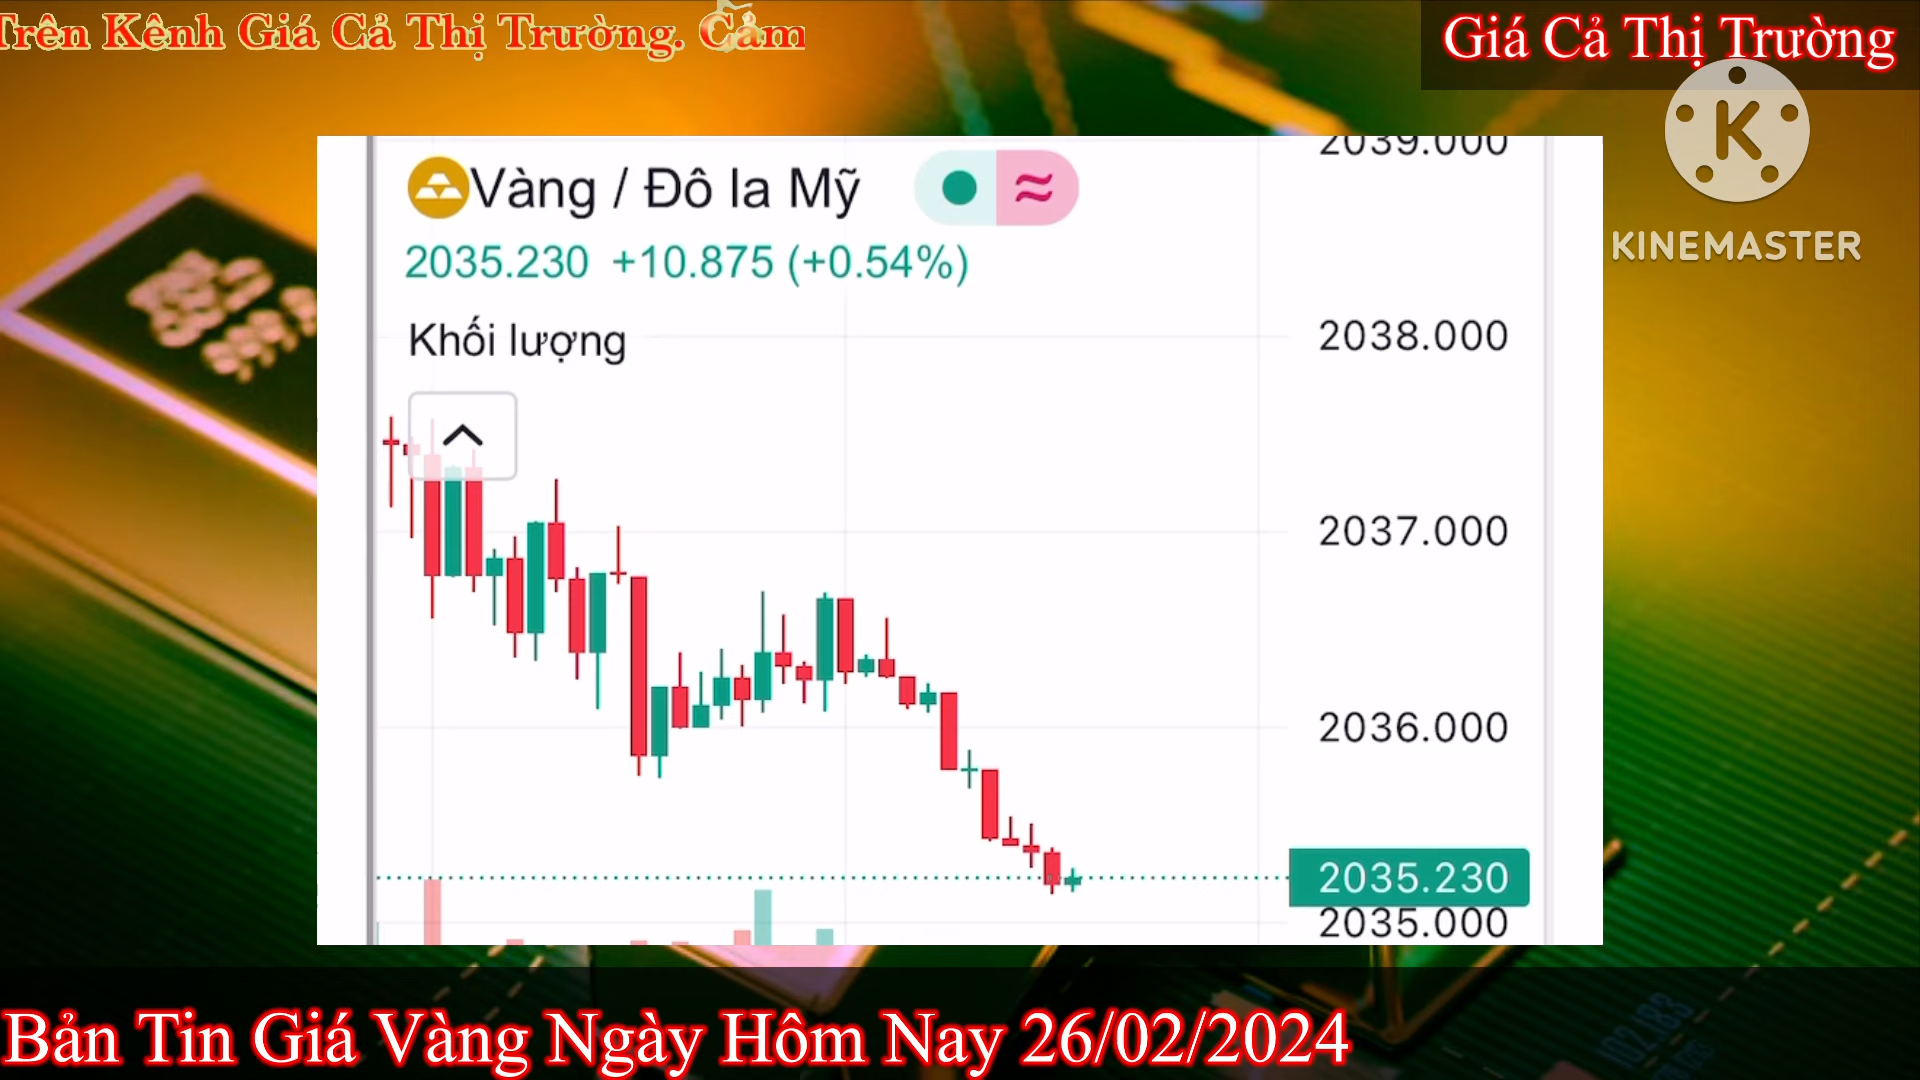 Trên Kênh Giá Cả Thị Trường. Cảm
Giá Cả Thị Trường
K
KINEMASTER
Vàng / Đô la Mỹ
2035.230 +10.875 (+0.54%)
Khối lượng
2039.000
2038.000
2037.000
2036.000
2035.230
2035.000
Bản Tin Giá Vàng Ngày Hôm Nay 26/02/2024